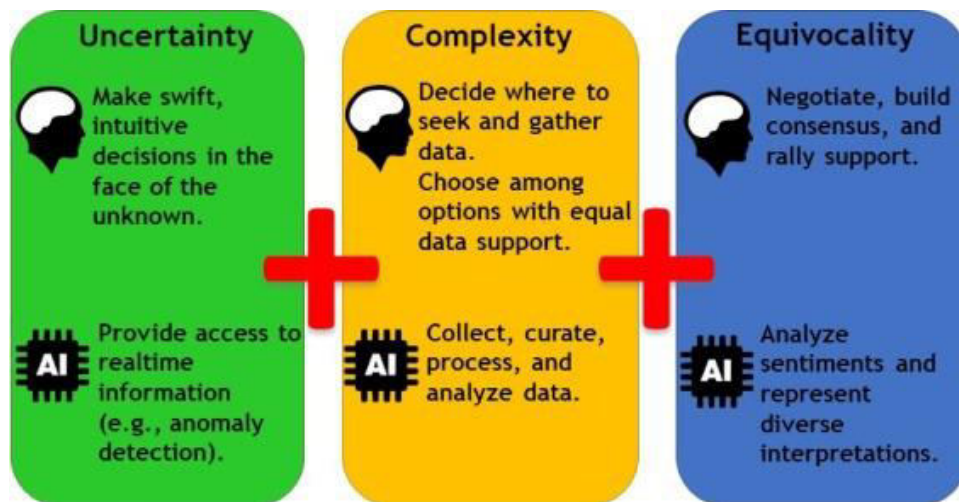 Uncertainty
Make swift,
intuitive
decisions in the
face of the
unknown.
AI
Provide access to
realtime
information
(e.g., anomaly
detection).
Complexity
Decide where to
seek and gather
data.
Choose among
options with equal
data support.
AI
Collect, curate,
process, and
analyze data.
Equivocality
Negotiate, build
consensus, and
rally support.
AI
Analyze
sentiments and
represent
diverse
interpretations.